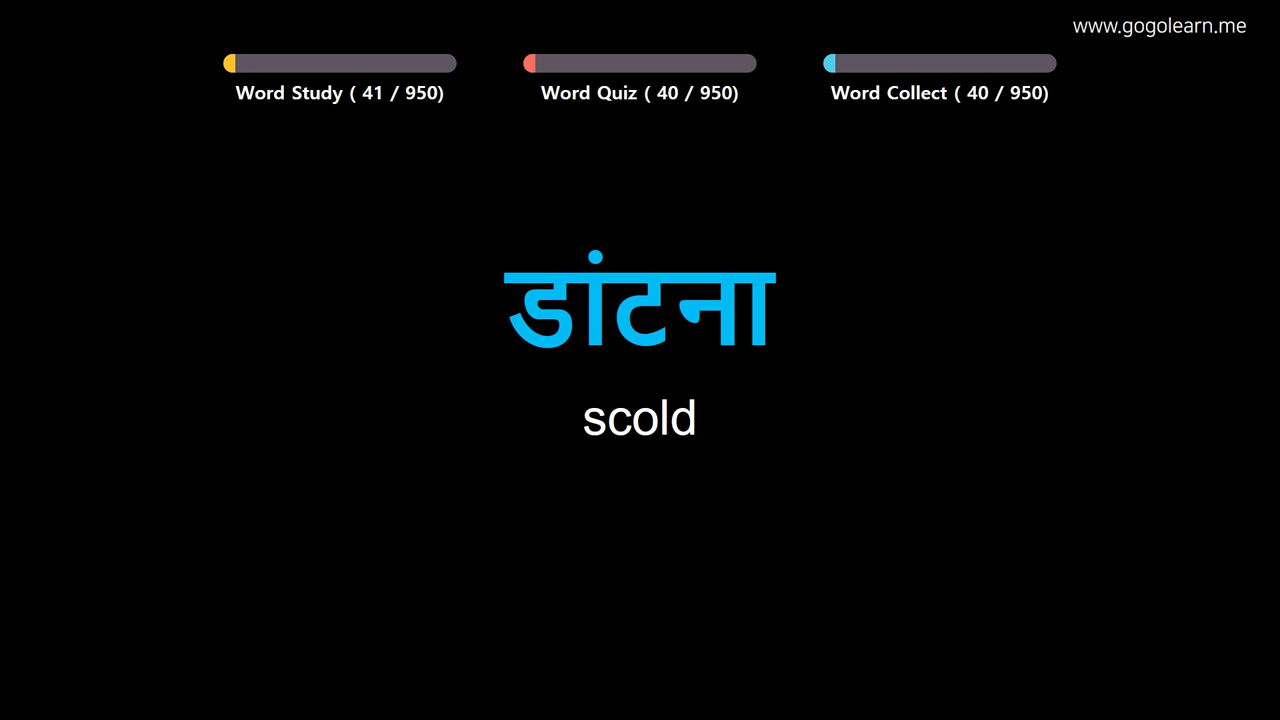 www.gogolearn.me
Word Study ( 41 / 950)
Word Quiz ( 40 / 950)
Word Collect ( 40 / 950)
डांटना
scold